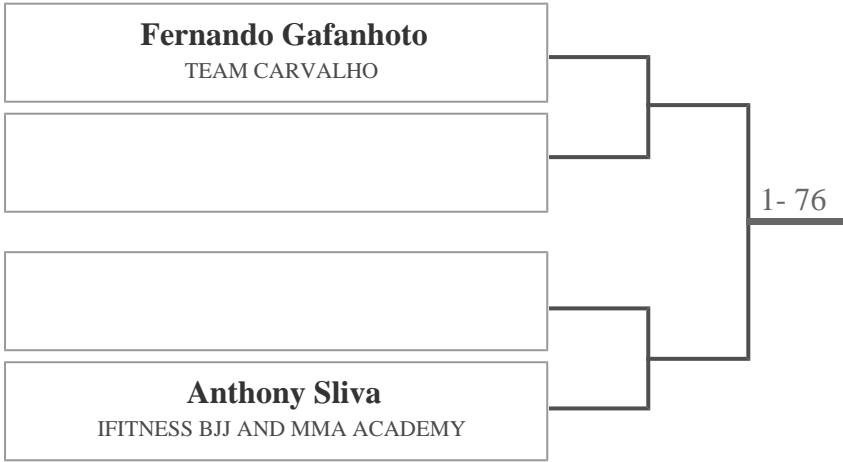 Fernando Gafanhoto
TEAM CARVALHO
1- 76
Anthony Sliva
IFITNESS BJJ AND MMA ACADEMY